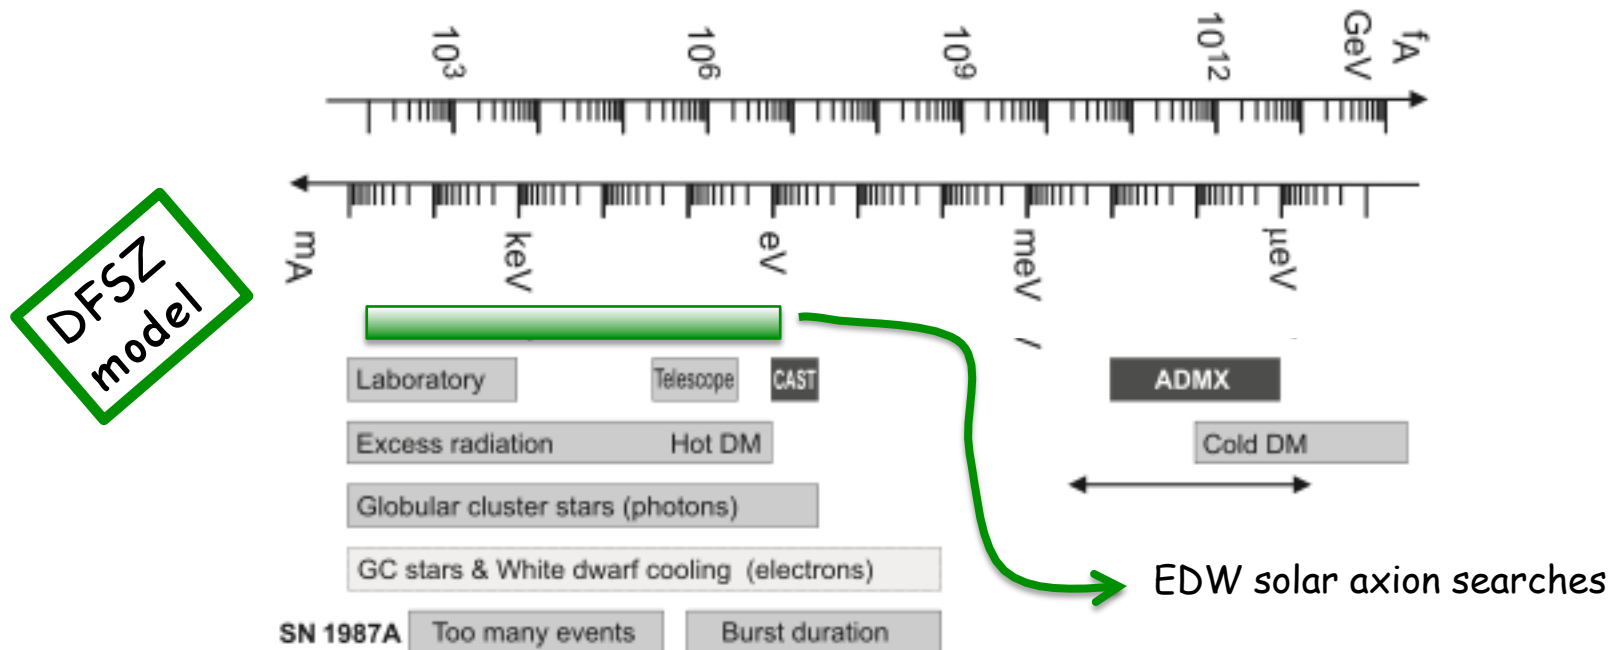 10³ 10⁶ 10⁹ 10¹² GeV fA
mA keV eV meV μeV
DFSZ
model
Laboratory Telescope CAST ADMX
Excess radiation Hot DM Cold DM
Globular cluster stars (photons)
GC stars & White dwarf cooling (electrons)
EDW solar axion searches
SN 1987A Too many events Burst duration